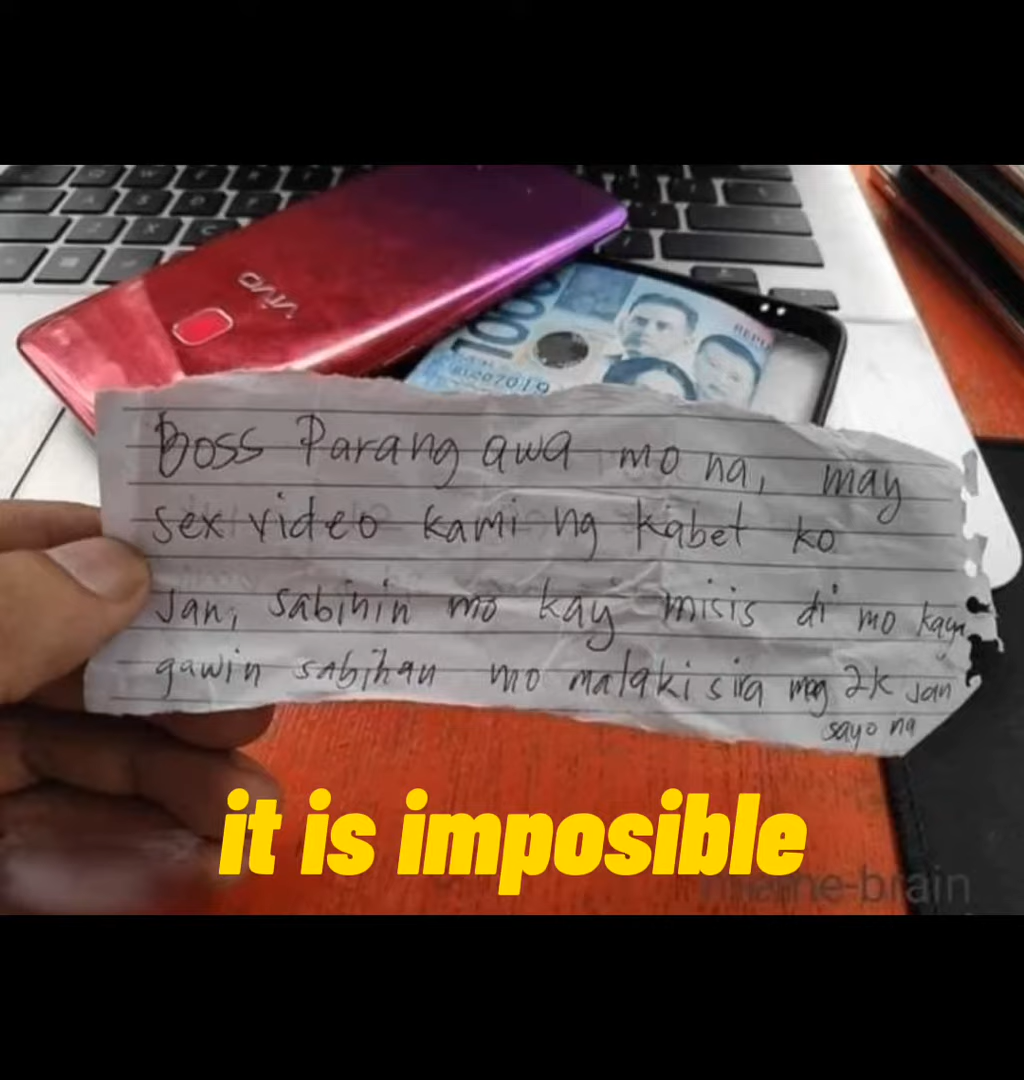 vivo
1000
REPU
Boss Parang awa mo na, may
sex video kami ng kabet ko
Jan, sabihin mo kay misis di mo kaya
gawin sabihan mo malaki sira mag 2k Jan
sayo na
it is imposible